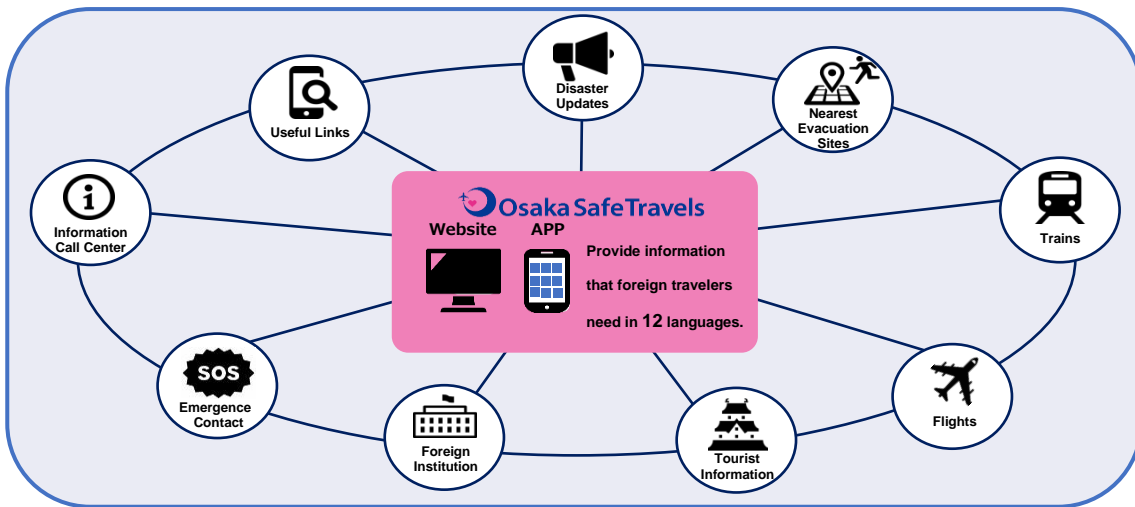 Disaster
Updates
Useful Links
Nearest
Evacuation
Sites
Information
Call Center
Trains
Osaka Safe Travels
Website
APP
Provide information
that foreign travelers
need in 12 languages.
SOS
Emergence
Contact
Foreign
Institution
Tourist
Information
Flights